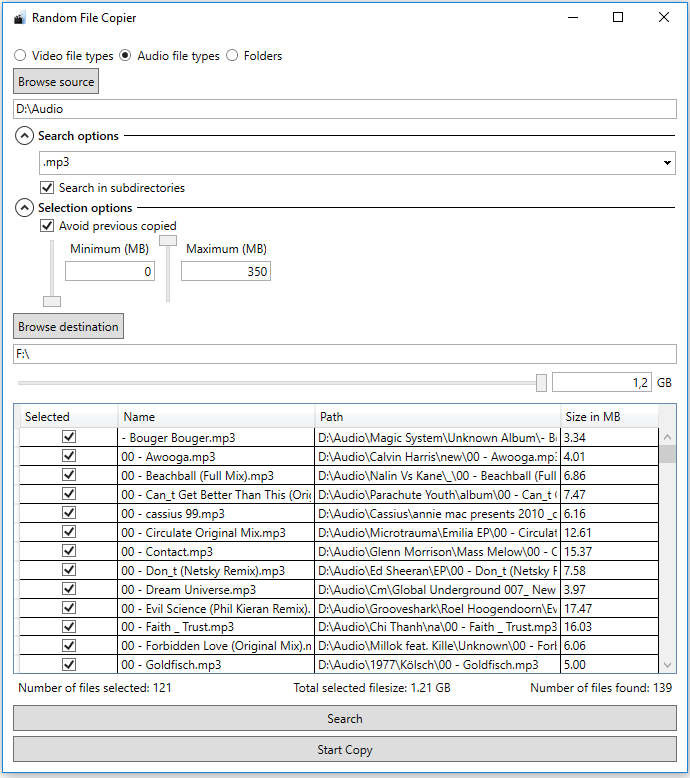 Random File Copier
Video file types Audio file types Folders
Browse source
D:\Audio
Search options
.mp3
Search in subdirectories
Selection options
Avoid previous copied
Minimum (MB) Maximum (MB)
0 350
Browse destination
F:\
1,2 GB
Selected Name Path Size in MB
- Bouger Bouger.mp3 D:\Audio\Magic System\Unknown Album\- B 3.34
00 - Awooga.mp3 D:\Audio\Calvin Harris\new\00 - Awooga.mp3 4.01
00 - Beachball (Full Mix).mp3 D:\Audio\Nalin Vs Kane\_\00 - Beachball (Full 6.86
00 - Can_t Get Better Than This (Orig D:\Audio\Parachute Youth\album\00 - Can_t 7.47
00 - cassius 99.mp3 D:\Audio\Cassius\annie mac presents 2010 _c 6.16
00 - Circulate Original Mix.mp3 D:\Audio\Microtrauma\Emilia EP\00 - Circulat 12.61
00 - Contact.mp3 D:\Audio\Glenn Morrison\Mass Melow\00 - C 15.37
00 - Don_t (Netsky Remix).mp3 D:\Audio\Ed Sheeran\EP\00 - Don_t (Netsky 7.58
00 - Dream Universe.mp3 D:\Audio\Cm\Global Underground 007_ New 3.97
00 - Evil Science (Phil Kieran Remix). D:\Audio\Grooveshark\Roel Hoogendoorn\Ev 17.47
00 - Faith _ Trust.mp3 D:\Audio\Chi Thanh\na\00 - Faith _ Trust.mp3 16.03
00 - Forbidden Love (Original Mix).m D:\Audio\Millok feat. Kille\Unknown\00 - Forb 6.06
00 - Goldfisch.mp3 D:\Audio\1977\Kölsch\00 - Goldfisch.mp3 5.00
Number of files selected: 121 Total selected filesize: 1.21 GB Number of files found: 139
Search
Start Copy